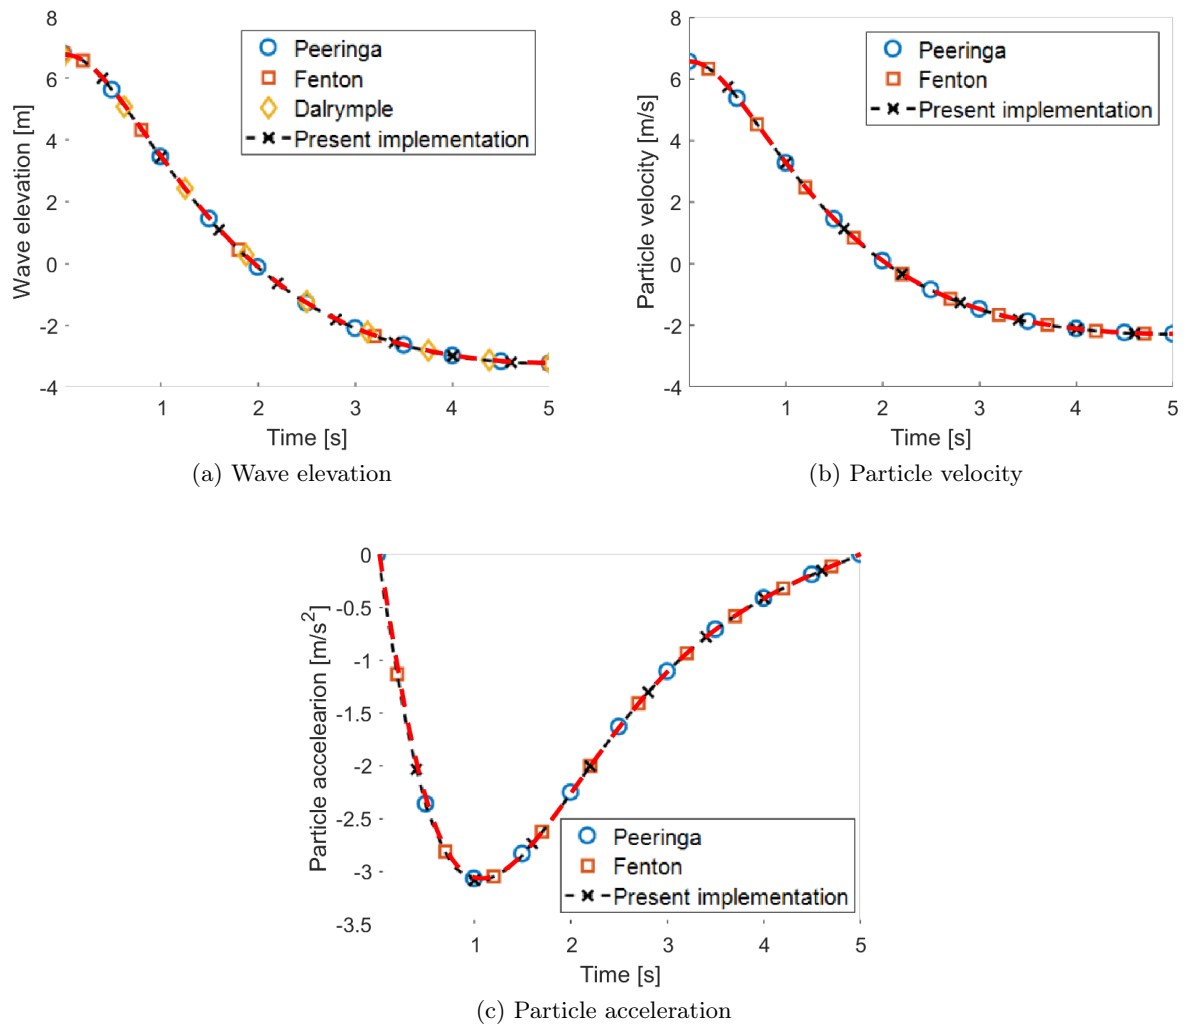 8
6
4
2
0
-2
-4
Wave elevation [m]
Peeringa
Fenton
Dalrymple
Present implementation
1
2
3
4
5
Time [s]
(a) Wave elevation
8
6
4
2
0
-2
-4
Particle velocity [m/s]
Peeringa
Fenton
Present implementation
1
2
3
4
5
Time [s]
(b) Particle velocity
0
-0.5
-1
-1.5
-2
-2.5
-3
-3.5
Particle accelearion [m/s²]
Peeringa
Fenton
Present implementation
1
2
3
4
5
Time [s]
(c) Particle acceleration